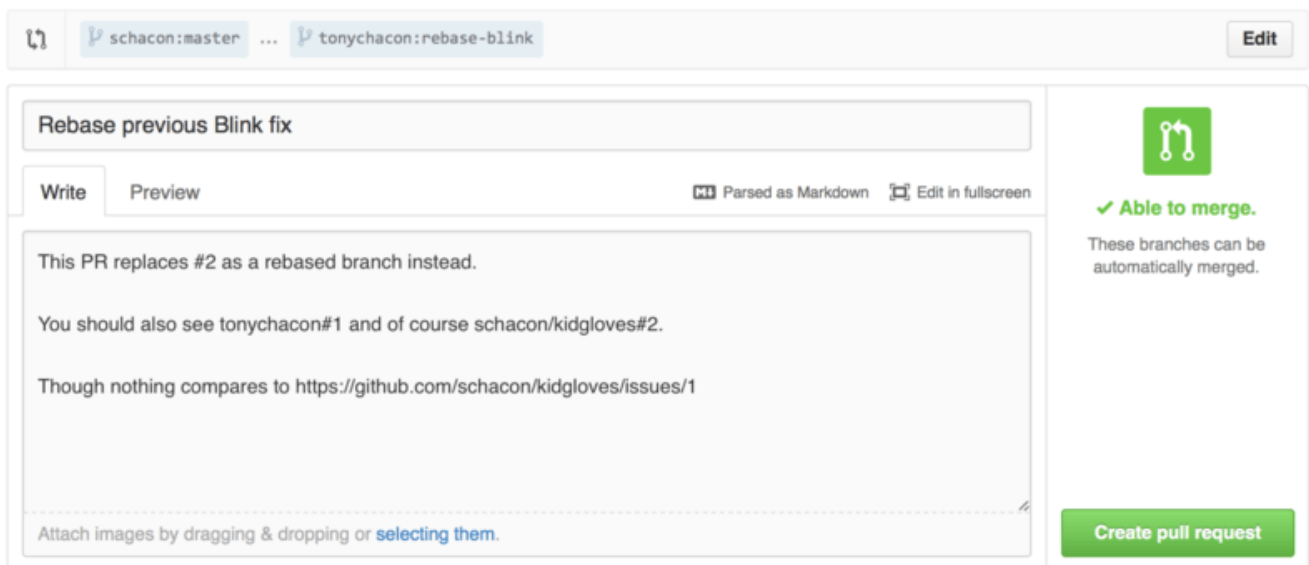 schacon:master ... tonychacon:rebase-blink Edit
Rebase previous Blink fix
Write Preview Parsed as Markdown Edit in fullscreen
This PR replaces #2 as a rebased branch instead.
You should also see tonychacon#1 and of course schacon/kidgloves#2.
Though nothing compares to https://github.com/schacon/kidgloves/issues/1
Attach images by dragging & dropping or selecting them.
Able to merge.
These branches can be
automatically merged.
Create pull request